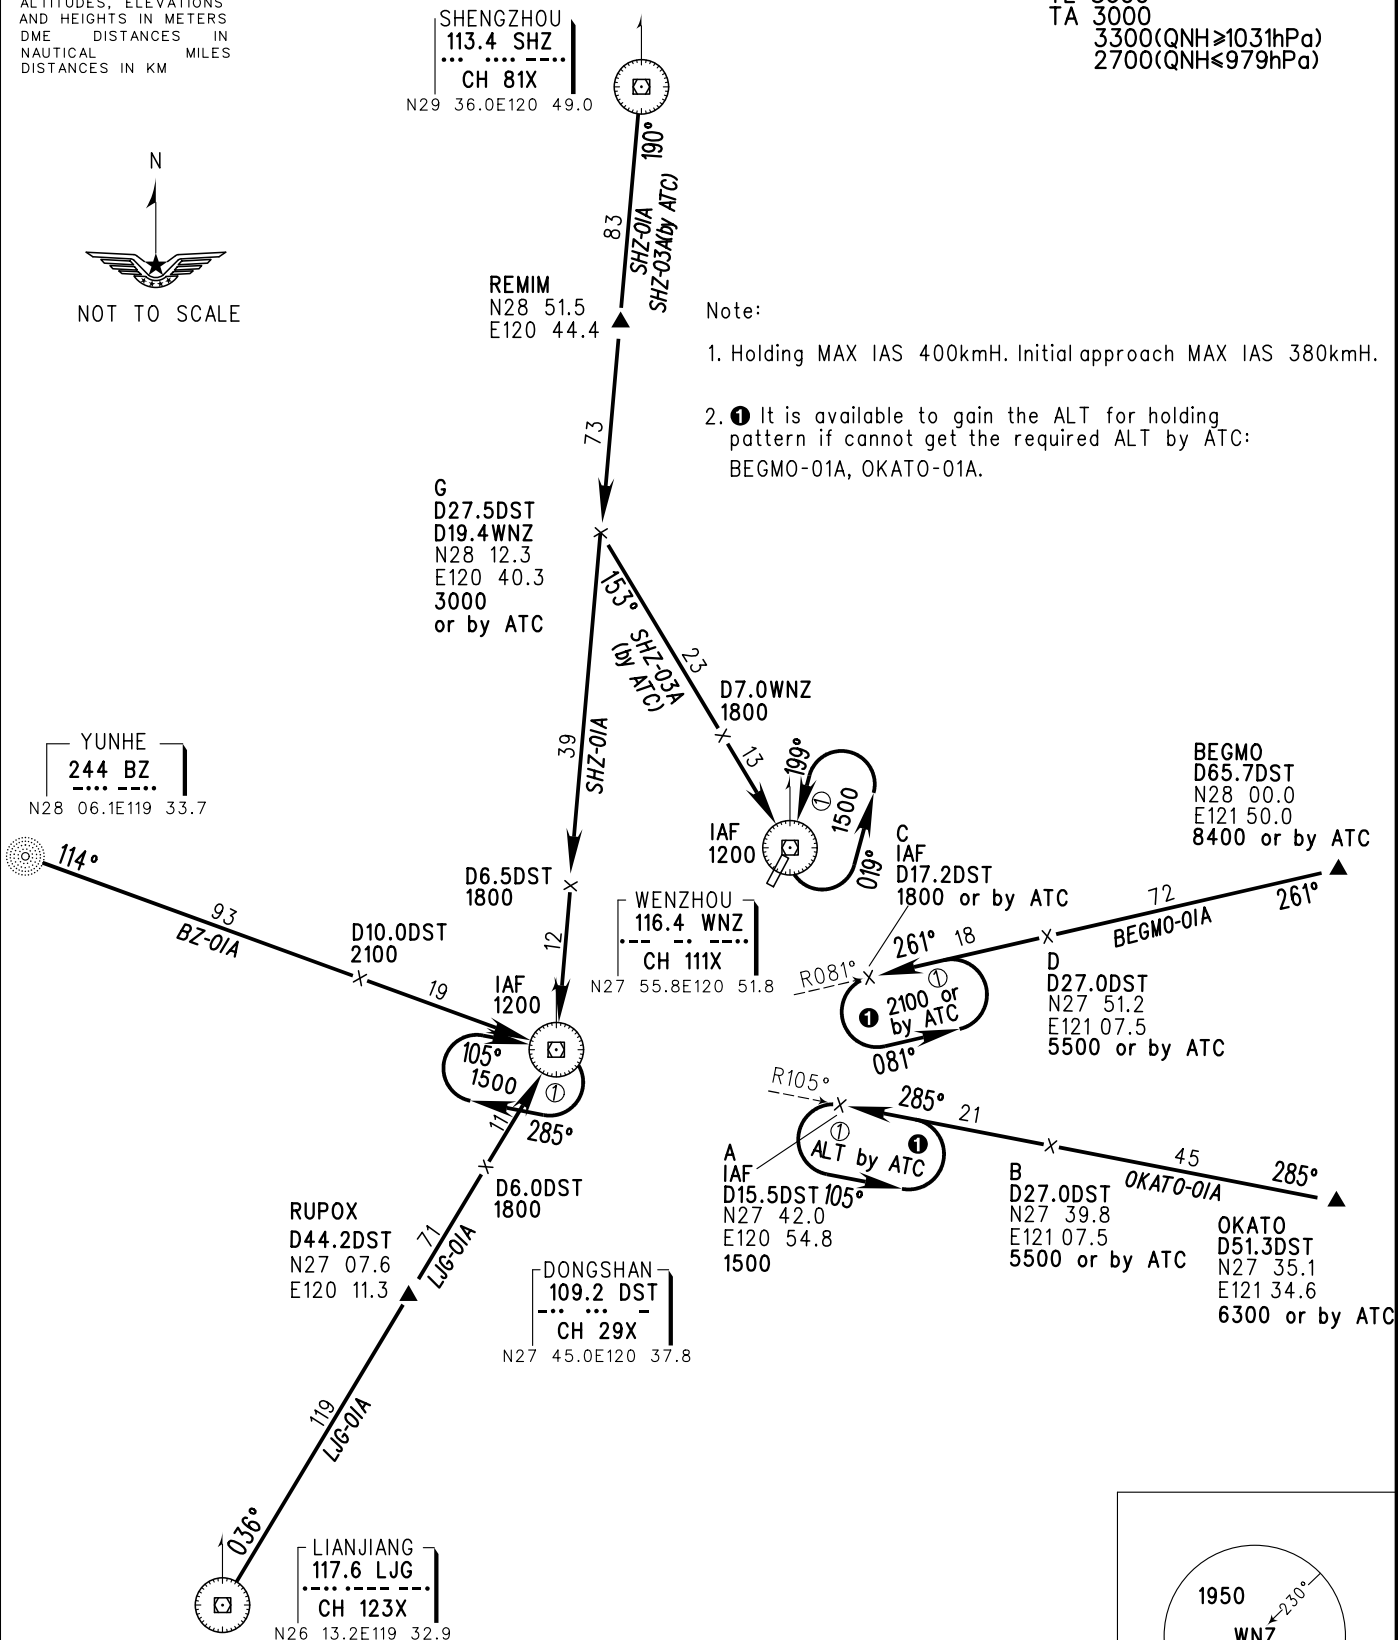 ALTITUDES, ELEVATIONS
AND HEIGHTS IN METERS
DME DISTANCES IN
NAUTICAL MILES
DISTANCES IN KM
SHENGZHOU
113.4 SHZ
CH 81X
N29 36.0E120 49.0
TA 3000
3300(QNH≥1031hPa)
2700(QNH≤979hPa)
N
NOT TO SCALE
190°
83
SHZ-01A
SHZ-03A(by ATC)
REMIM
N28 51.5
E120 44.4
Note:
1. Holding MAX IAS 400kmH. Initial approach MAX IAS 380kmH.
2. ❶ It is available to gain the ALT for holding
pattern if cannot get the required ALT by ATC:
BEGMO-01A, OKATO-01A.
73
G
D27.5DST
D19.4WNZ
N28 12.3
E120 40.3
3000
or by ATC
153°
SHZ-03A
(by ATC)
23
D7.0WNZ
1800
13
39
SHZ-01A
199°
①
1500
019°
IAF
1200
YUNHE
244 BZ
N28 06.1E119 33.7
114°
93
BZ-01A
D10.0DST
2100
19
D6.5DST
1800
12
IAF
1200
WENZHOU
116.4 WNZ
CH 111X
N27 55.8E120 51.8
C
IAF
D17.2DST
1800 or by ATC
BEGMO
D65.7DST
N28 00.0
E121 50.0
8400 or by ATC
261°
72
BEGMO-01A
18
261°
R081°
①
❶ 2100 or
by ATC
081°
D
D27.0DST
N27 51.2
E121 07.5
5500 or by ATC
105°
1500
①
285°
11
D6.0DST
1800
R105°
285°
21
①
❶
ALT by ATC
105°
A
IAF
D15.5DST
N27 42.0
E120 54.8
1500
45
OKATO-01A
285°
B
D27.0DST
N27 39.8
E121 07.5
5500 or by ATC
OKATO
D51.3DST
N27 35.1
E121 34.6
6300 or by ATC
RUPOX
D44.2DST
N27 07.6
E120 11.3
71
LJG-01A
DONGSHAN
109.2 DST
CH 29X
N27 45.0E120 37.8
119
LJG-01A
036°
LIANJIANG
117.6 LJG
CH 123X
N26 13.2E119 32.9
1950
230°
WNZ